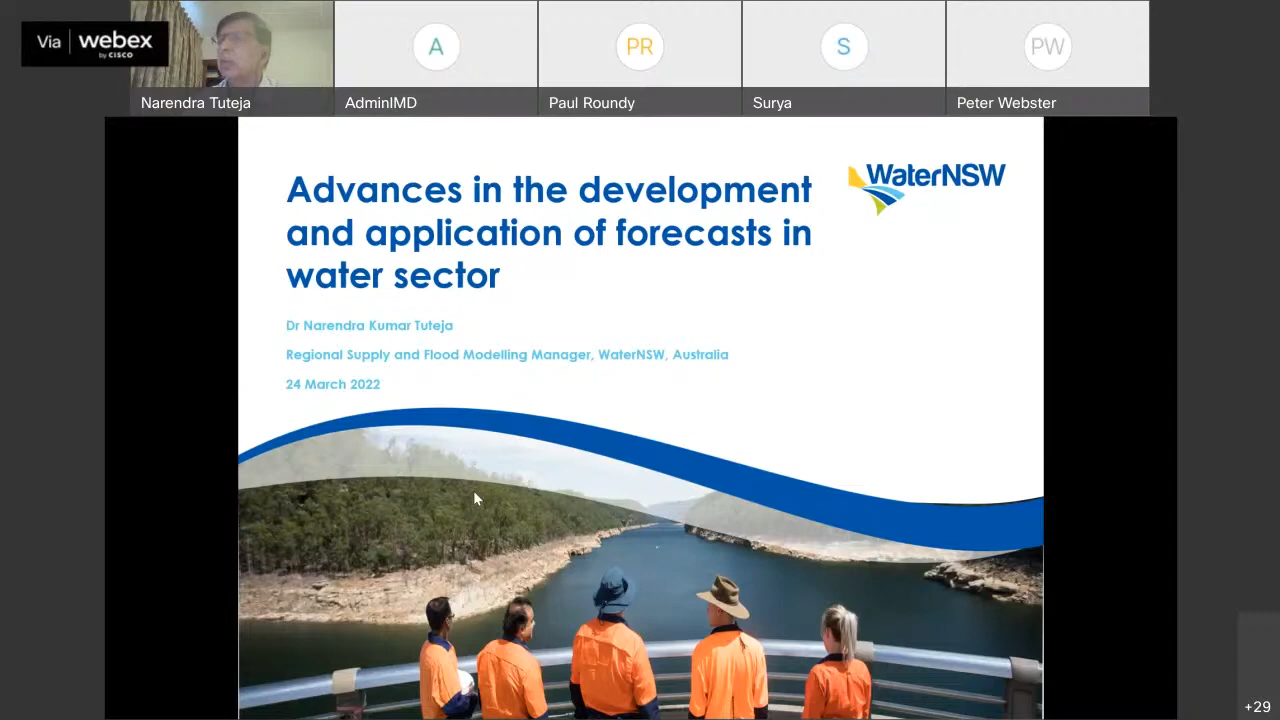 Via webex
by CISCO
A
PR
S
PW
Narendra Tuteja
AdminIMD
Paul Roundy
Surya
Peter Webster
WaterNSW
Advances in the development
and application of forecasts in
water sector
Dr Narendra Kumar Tuteja
Regional Supply and Flood Modelling Manager, WaterNSW, Australia
24 March 2022
+29